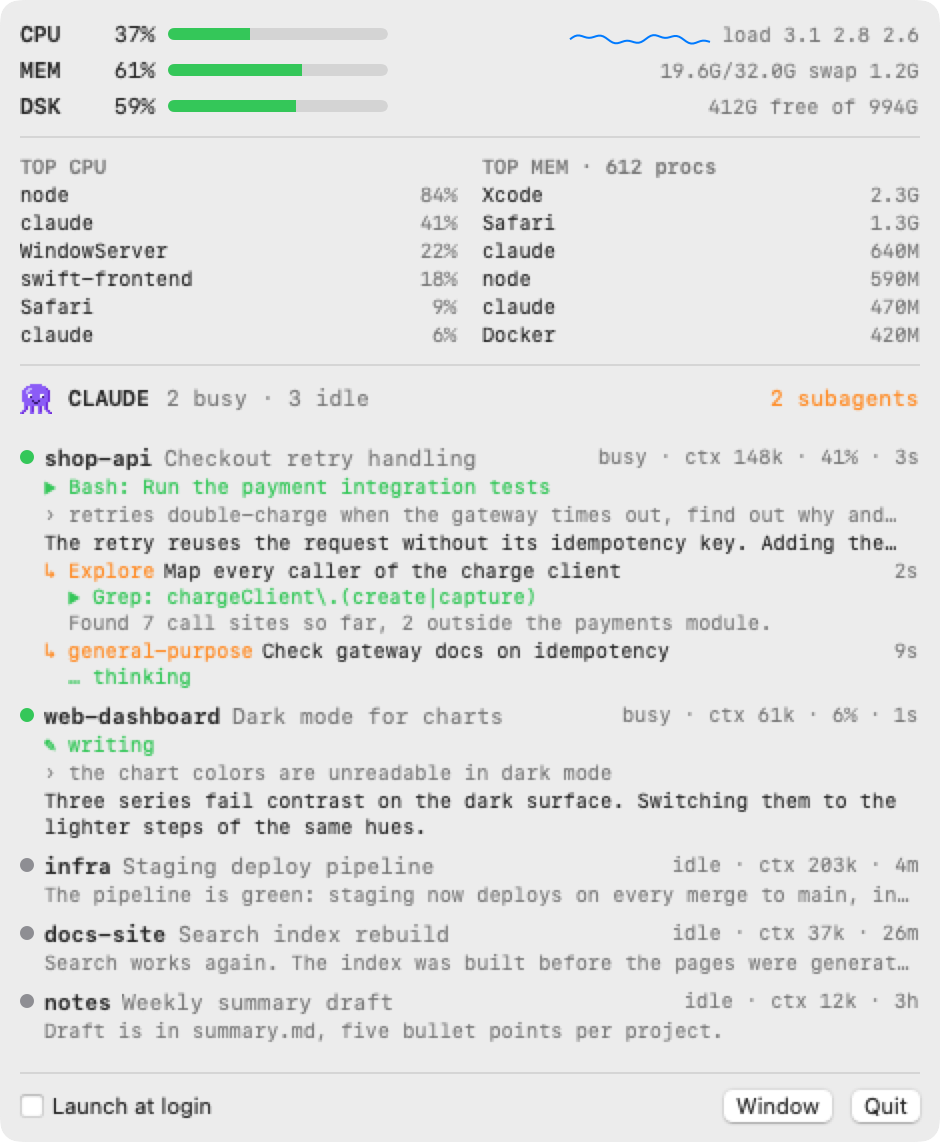 CPU 37% load 3.1 2.8 2.6
MEM 61% 19.6G/32.0G swap 1.2G
DSK 59% 412G free of 994G
TOP CPU
node 84%
claude 41%
WindowServer 22%
swift-frontend 18%
Safari 9%
claude 6%
TOP MEM · 612 procs
Xcode 2.3G
Safari 1.3G
claude 640M
node 590M
claude 470M
Docker 420M
CLAUDE 2 busy · 3 idle 2 subagents
shop-api Checkout retry handling busy · ctx 148k · 41% · 3s
▶ Bash: Run the payment integration tests
› retries double-charge when the gateway times out, find out why and…
The retry reuses the request without its idempotency key. Adding the…
↳ Explore Map every caller of the charge client 2s
▶ Grep: chargeClient\.(create|capture)
Found 7 call sites so far, 2 outside the payments module.
↳ general-purpose Check gateway docs on idempotency 9s
… thinking
web-dashboard Dark mode for charts busy · ctx 61k · 6% · 1s
✎ writing
› the chart colors are unreadable in dark mode
Three series fail contrast on the dark surface. Switching them to the
lighter steps of the same hues.
infra Staging deploy pipeline idle · ctx 203k · 4m
The pipeline is green: staging now deploys on every merge to main, in…
docs-site Search index rebuild idle · ctx 37k · 26m
Search works again. The index was built before the pages were generat…
notes Weekly summary draft idle · ctx 12k · 3h
Draft is in summary.md, five bullet points per project.
Launch at login Window Quit